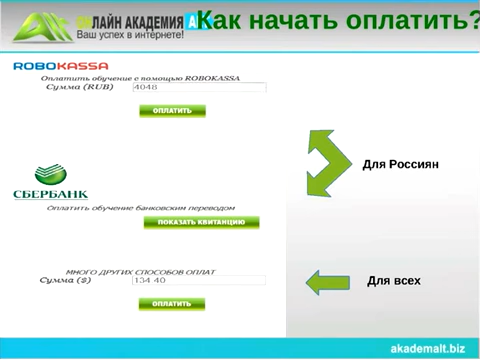 ОНЛАЙН АКАДЕМИЯ
Ваш успех в интернете!
Как начать оплатить?
ROBOKASSA
Оплатить обучение с помощью ROBOKASSA
Сумма (RUB) 4048
ОПЛАТИТЬ
Для Россиян
СБЕРБАНК
Оплатить обучение банковским переводом
ПОКАЗАТЬ КВИТАНЦИЮ
МНОГО ДРУГИХ СПОСОБОВ ОПЛАТ
Сумма ($) 134 40
Для всех
ОПЛАТИТЬ
akademalt.biz